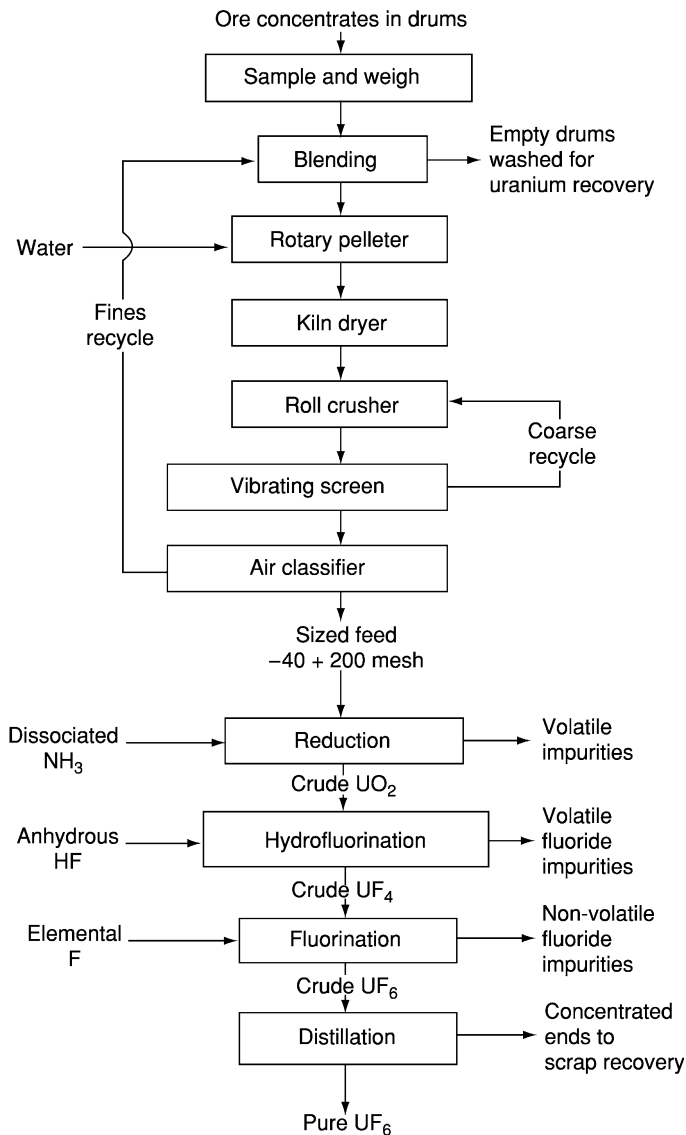 Ore concentrates in drums
Sample and weigh
Blending
Empty drums
washed for
uranium recovery
Water
Rotary pelleter
Fines
recycle
Kiln dryer
Roll crusher
Coarse
recycle
Vibrating screen
Air classifier
Sized feed
−40 + 200 mesh
Dissociated
NH₃
Reduction
Volatile
impurities
Crude UO₂
Anhydrous
HF
Hydrofluorination
Volatile
fluoride
impurities
Crude UF₄
Elemental
F
Fluorination
Non-volatile
fluoride
impurities
Crude UF₆
Distillation
Concentrated
ends to
scrap recovery
Pure UF₆